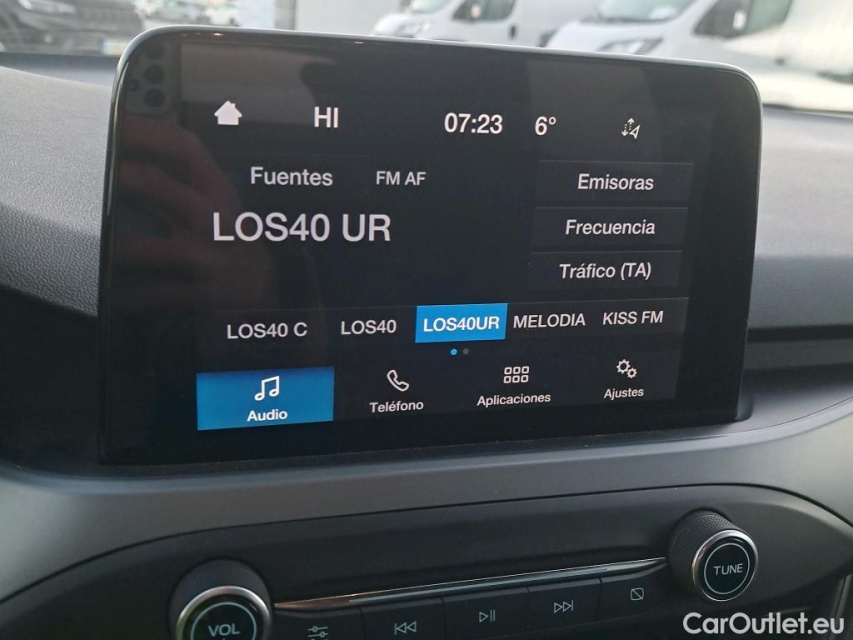 HI 07:23 6°
Fuentes FM AF Emisoras
LOS40 UR Frecuencia
Tráfico (TA)
LOS40 C LOS40 LOS40UR MELODIA KISS FM
Audio Teléfono Aplicaciones Ajustes
TUNE
VOL
CarOutlet.eu